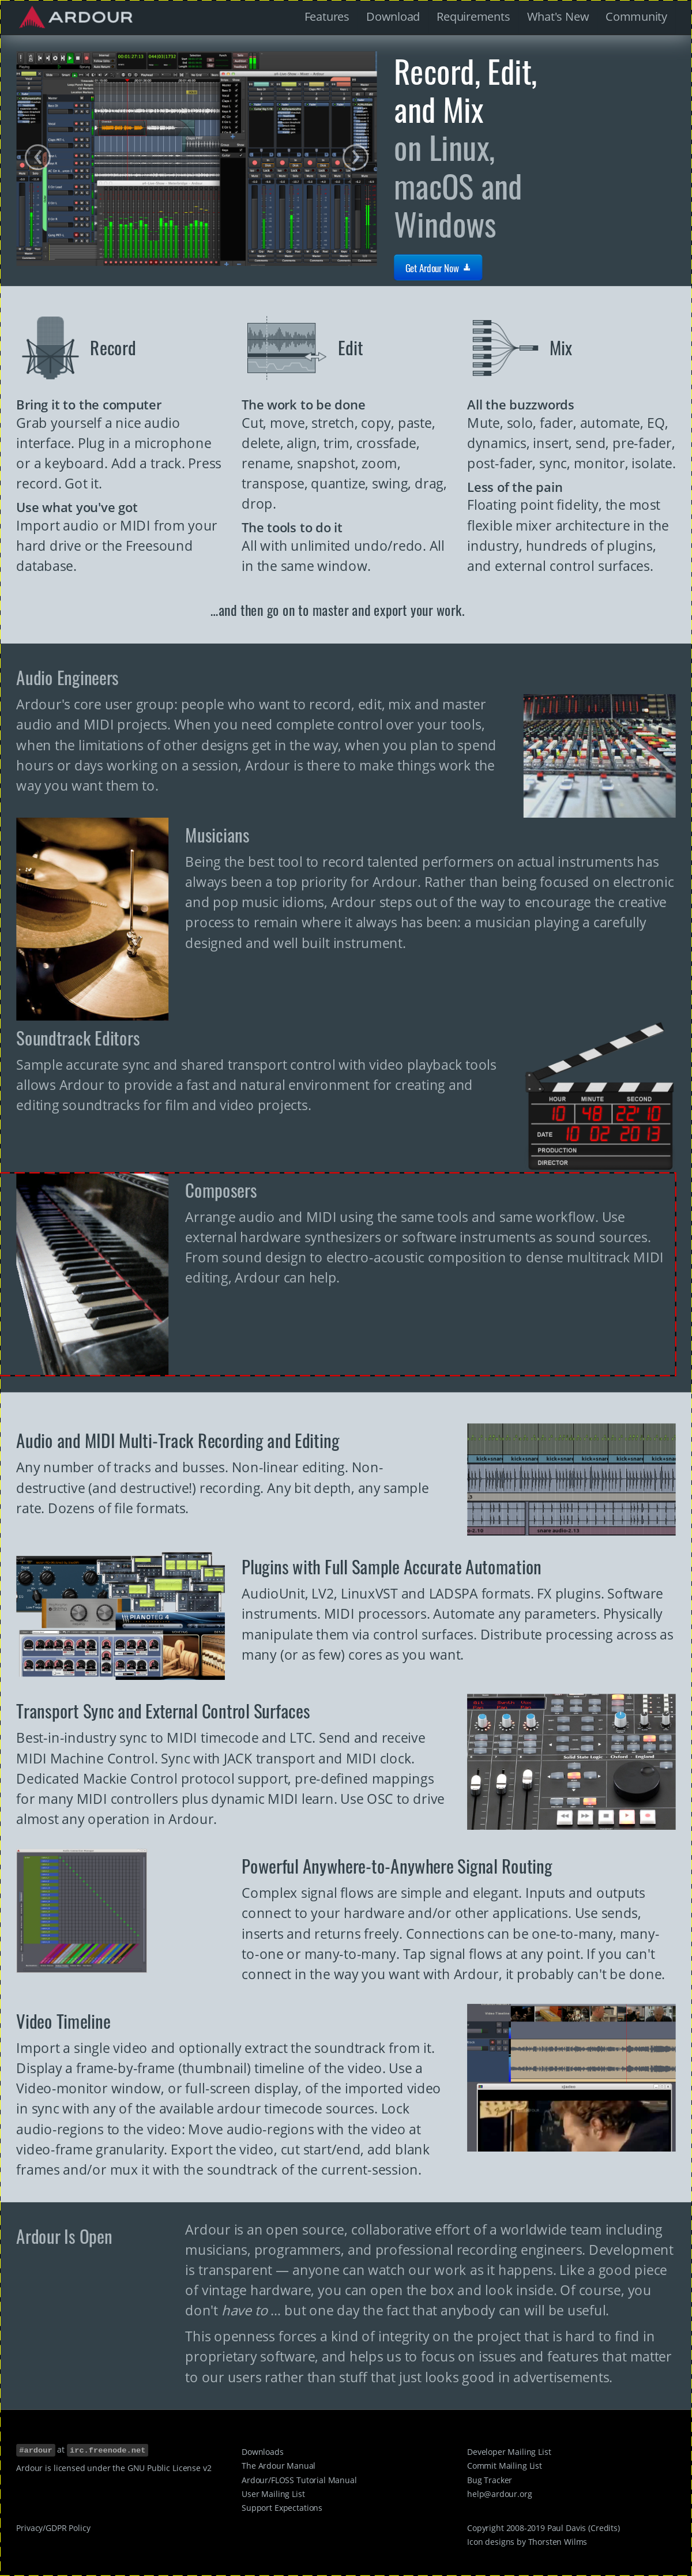 ARDOUR
Features Download Requirements What's New Community
Record, Edit,
and Mix
on Linux,
macOS and
Windows
Get Ardour Now
Record
Bring it to the computer
Grab yourself a nice audio
interface. Plug in a microphone
or a keyboard. Add a track. Press
record. Got it.
Use what you've got
Import audio or MIDI from your
hard drive or the Freesound
database.
Edit
The work to be done
Cut, move, stretch, copy, paste,
delete, align, trim, crossfade,
rename, snapshot, zoom,
transpose, quantize, swing, drag,
drop.
The tools to do it
All with unlimited undo/redo. All
in the same window.
Mix
All the buzzwords
Mute, solo, fader, automate, EQ,
dynamics, insert, send, pre-fader,
post-fader, sync, monitor, isolate.
Less of the pain
Floating point fidelity, the most
flexible mixer architecture in the
industry, hundreds of plugins,
and external control surfaces.
...and then go on to master and export your work.
Audio Engineers
Ardour's core user group: people who want to record, edit, mix and master
audio and MIDI projects. When you need complete control over your tools,
when the limitations of other designs get in the way, when you plan to spend
hours or days working on a session, Ardour is there to make things work the
way you want them to.
Musicians
Being the best tool to record talented performers on actual instruments has
always been a top priority for Ardour. Rather than being focused on electronic
and pop music idioms, Ardour steps out of the way to encourage the creative
process to remain where it always has been: a musician playing a carefully
designed and well built instrument.
Soundtrack Editors
Sample accurate sync and shared transport control with video playback tools
allows Ardour to provide a fast and natural environment for creating and
editing soundtracks for film and video projects.
HOUR MINUTE SECOND
10 48 22 10
DATE 10 02 2013
PRODUCTION
DIRECTOR
Composers
Arrange audio and MIDI using the same tools and same workflow. Use
external hardware synthesizers or software instruments as sound sources.
From sound design to electro-acoustic composition to dense multitrack MIDI
editing, Ardour can help.
Audio and MIDI Multi-Track Recording and Editing
Any number of tracks and busses. Non-linear editing. Non-
destructive (and destructive!) recording. Any bit depth, any sample
rate. Dozens of file formats.
Plugins with Full Sample Accurate Automation
AudioUnit, LV2, LinuxVST and LADSPA formats. FX plugins. Software
instruments. MIDI processors. Automate any parameters. Physically
manipulate them via control surfaces. Distribute processing across as
many (or as few) cores as you want.
PIANOTEQ 4
Transport Sync and External Control Surfaces
Best-in-industry sync to MIDI timecode and LTC. Send and receive
MIDI Machine Control. Sync with JACK transport and MIDI clock.
Dedicated Mackie Control protocol support, pre-defined mappings
for many MIDI controllers plus dynamic MIDI learn. Use OSC to drive
almost any operation in Ardour.
Solid State Logic Oxford - England
Powerful Anywhere-to-Anywhere Signal Routing
Complex signal flows are simple and elegant. Inputs and outputs
connect to your hardware and/or other applications. Use sends,
inserts and returns freely. Connections can be one-to-many, many-
to-one or many-to-many. Tap signal flows at any point. If you can't
connect in the way you want with Ardour, it probably can't be done.
Video Timeline
Import a single video and optionally extract the soundtrack from it.
Display a frame-by-frame (thumbnail) timeline of the video. Use a
Video-monitor window, or full-screen display, of the imported video
in sync with any of the available ardour timecode sources. Lock
audio-regions to the video: Move audio-regions with the video at
video-frame granularity. Export the video, cut start/end, add blank
frames and/or mux it with the soundtrack of the current-session.
Ardour Is Open
Ardour is an open source, collaborative effort of a worldwide team including
musicians, programmers, and professional recording engineers. Development
is transparent — anyone can watch our work as it happens. Like a good piece
of vintage hardware, you can open the box and look inside. Of course, you
don't have to ... but one day the fact that anybody can will be useful.
This openness forces a kind of integrity on the project that is hard to find in
proprietary software, and helps us to focus on issues and features that matter
to our users rather than stuff that just looks good in advertisements.
#ardour at irc.freenode.net
Ardour is licensed under the GNU Public License v2
Downloads
The Ardour Manual
Ardour/FLOSS Tutorial Manual
User Mailing List
Support Expectations
Developer Mailing List
Commit Mailing List
Bug Tracker
help@ardour.org
Privacy/GDPR Policy
Copyright 2008-2019 Paul Davis (Credits)
Icon designs by Thorsten Wilms